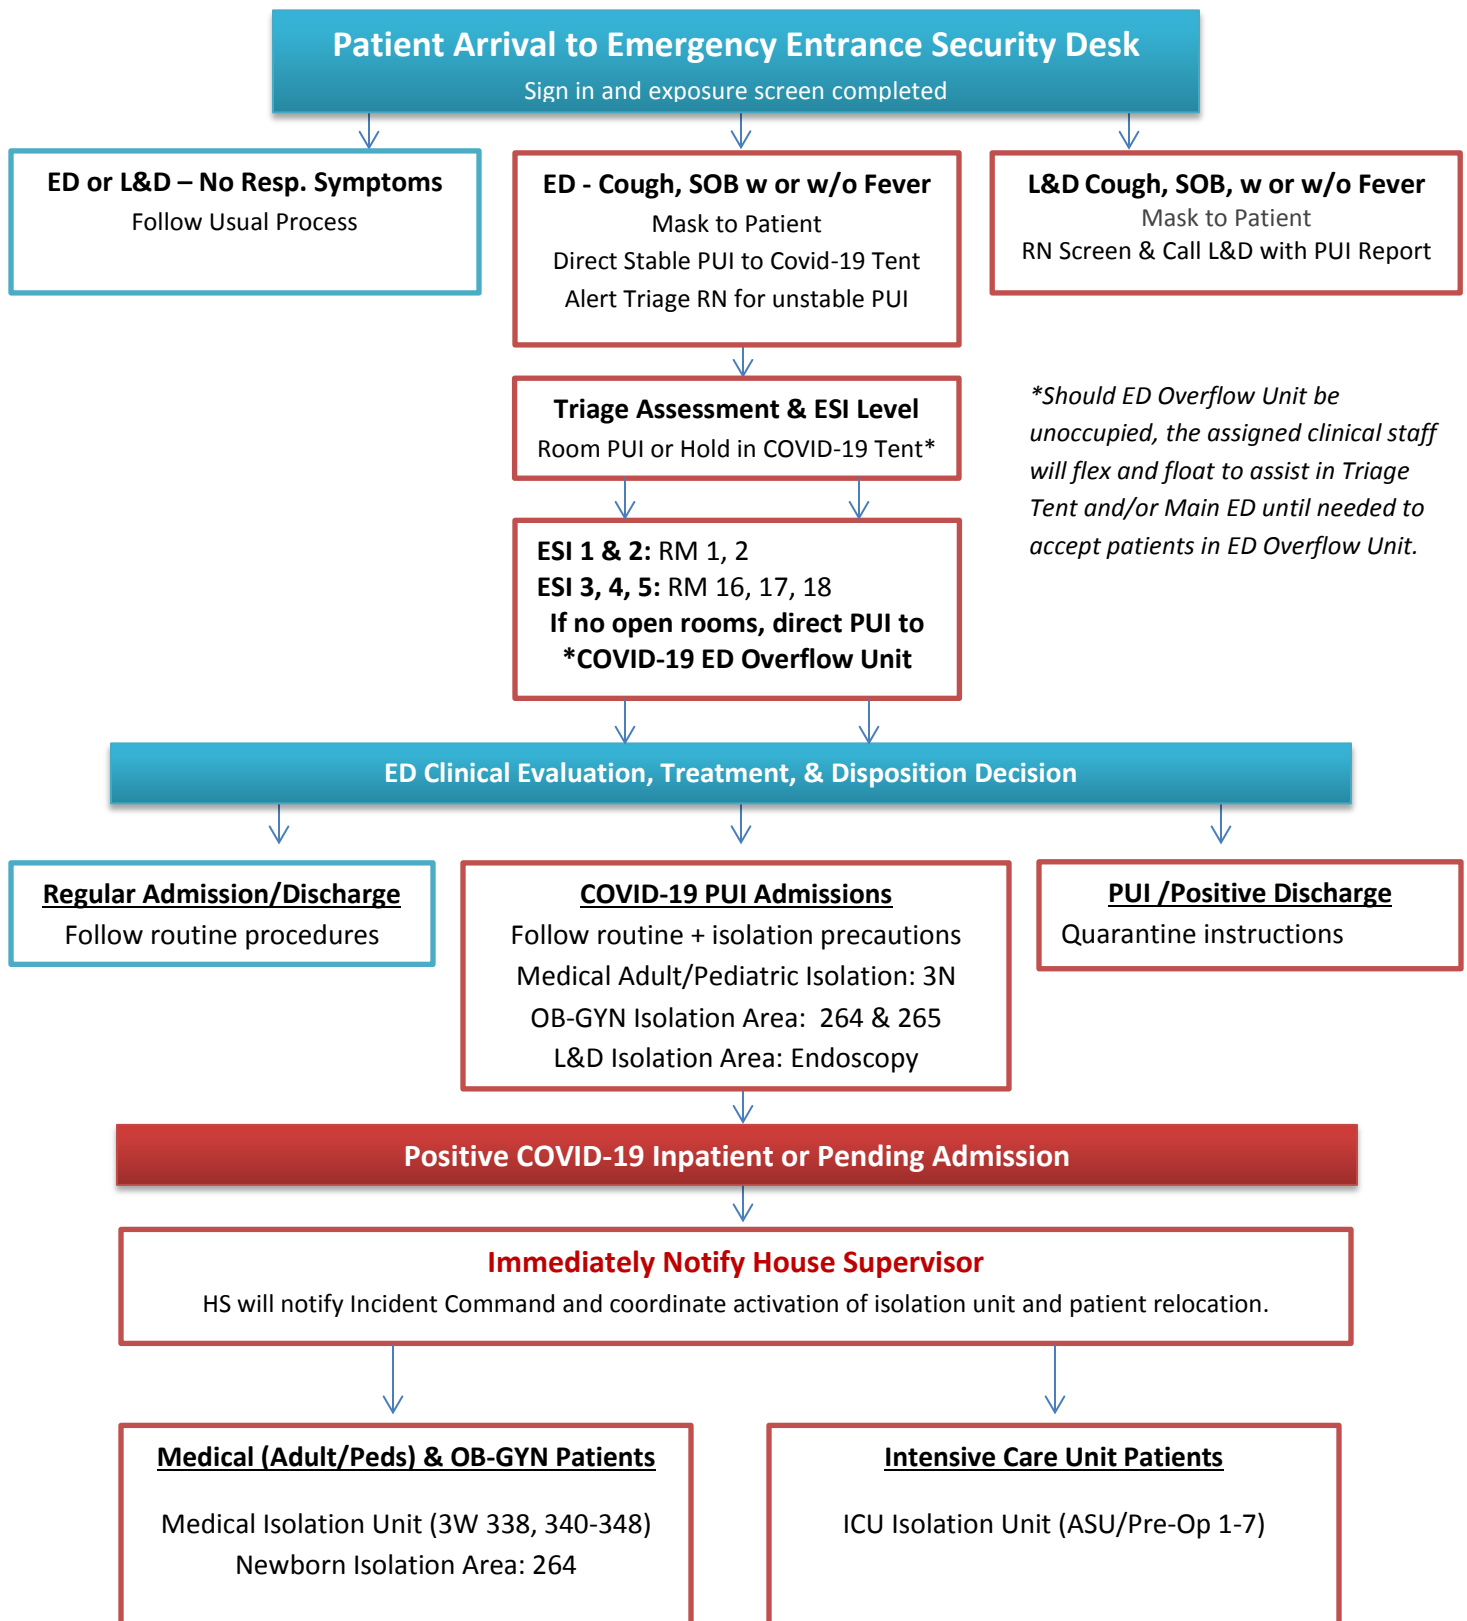 Patient Arrival to Emergency Entrance Security Desk
Sign in and exposure screen completed
ED or L&D – No Resp. Symptoms
Follow Usual Process
ED - Cough, SOB w or w/o Fever
Mask to Patient
Direct Stable PUI to Covid-19 Tent
Alert Triage RN for unstable PUI
L&D Cough, SOB, w or w/o Fever
Mask to Patient
RN Screen & Call L&D with PUI Report
Triage Assessment & ESI Level
Room PUI or Hold in COVID-19 Tent*
*Should ED Overflow Unit be
unoccupied, the assigned clinical staff
will flex and float to assist in Triage
Tent and/or Main ED until needed to
accept patients in ED Overflow Unit.
ESI 1 & 2: RM 1, 2
ESI 3, 4, 5: RM 16, 17, 18
If no open rooms, direct PUI to
*COVID-19 ED Overflow Unit
ED Clinical Evaluation, Treatment, & Disposition Decision
Regular Admission/Discharge
Follow routine procedures
COVID-19 PUI Admissions
Follow routine + isolation precautions
Medical Adult/Pediatric Isolation: 3N
OB-GYN Isolation Area: 264 & 265
L&D Isolation Area: Endoscopy
PUI /Positive Discharge
Quarantine instructions
Positive COVID-19 Inpatient or Pending Admission
Immediately Notify House Supervisor
HS will notify Incident Command and coordinate activation of isolation unit and patient relocation.
Medical (Adult/Peds) & OB-GYN Patients
Medical Isolation Unit (3W 338, 340-348)
Newborn Isolation Area: 264
Intensive Care Unit Patients
ICU Isolation Unit (ASU/Pre-Op 1-7)